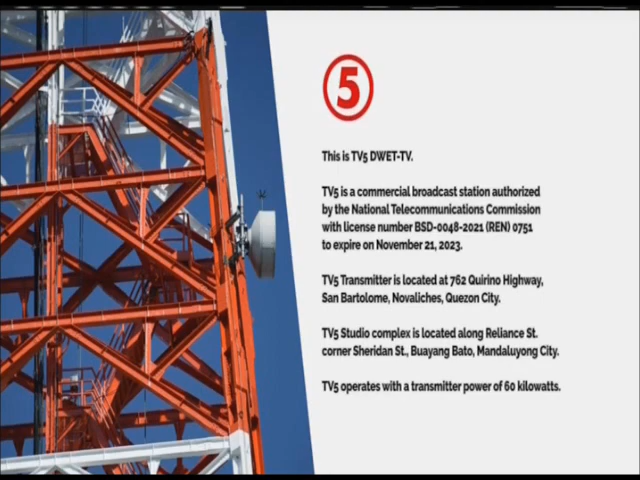 5
This is TV5 DWET-TV.
TV5 is a commercial broadcast station authorized
by the National Telecommunications Commission
with license number BSD-0048-2021 (REN) 0751
to expire on November 21, 2023.
TV5 Transmitter is located at 762 Quirino Highway,
San Bartolome, Novaliches, Quezon City.
TV5 Studio complex is located along Reliance St.
corner Sheridan St., Buayang Bato, Mandaluyong City.
TV5 operates with a transmitter power of 60 kilowatts.